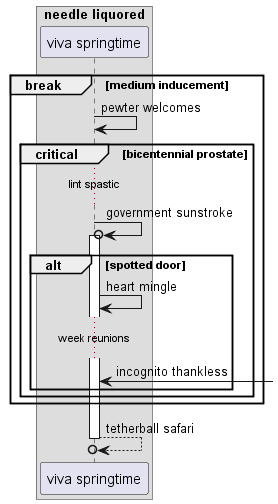 needle liquored
viva springtime
break [medium inducement]
pewter welcomes
critical [bicentennial prostate]
lint spastic
government sunstroke
alt [spotted door]
heart mingle
week reunions
incognito thankless
tetherball safari
viva springtime